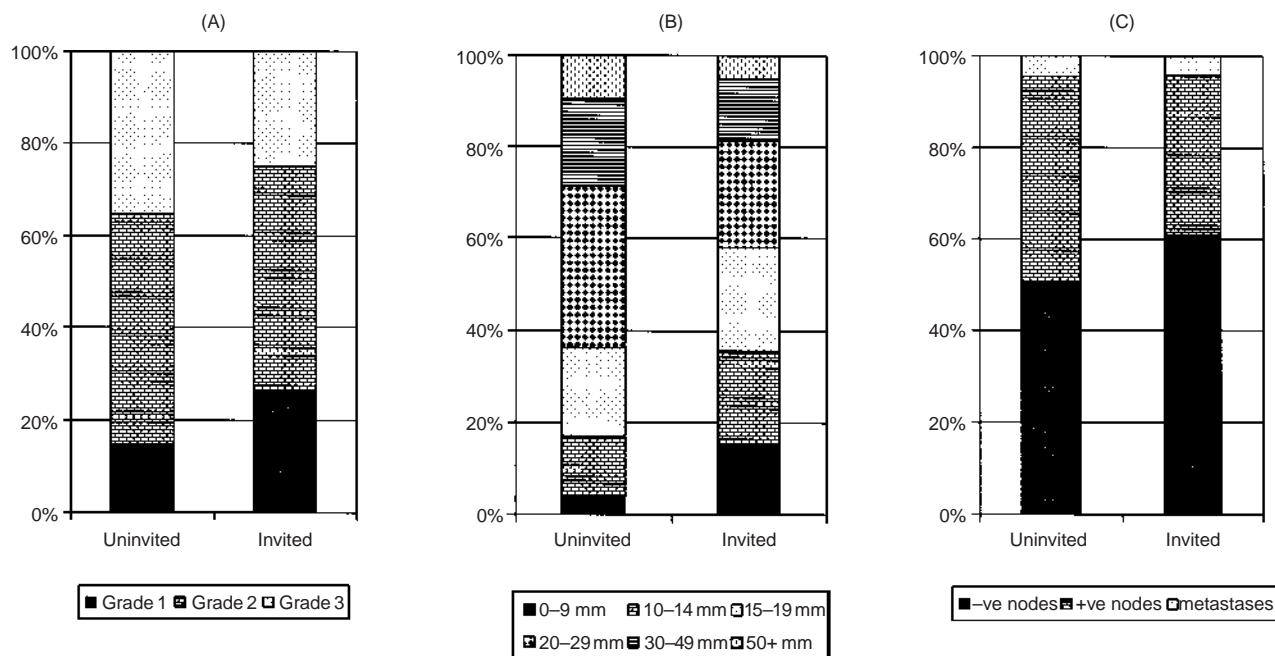 (A)
100%
80%
60%
40%
20%
0%
Uninvited Invited
Grade 1 Grade 2 Grade 3
(B)
100%
80%
60%
40%
20%
0%
Uninvited Invited
0–9 mm 10–14 mm 15–19 mm
20–29 mm 30–49 mm 50+ mm
(C)
100%
80%
60%
40%
20%
0%
Uninvited Invited
–ve nodes +ve nodes metastases